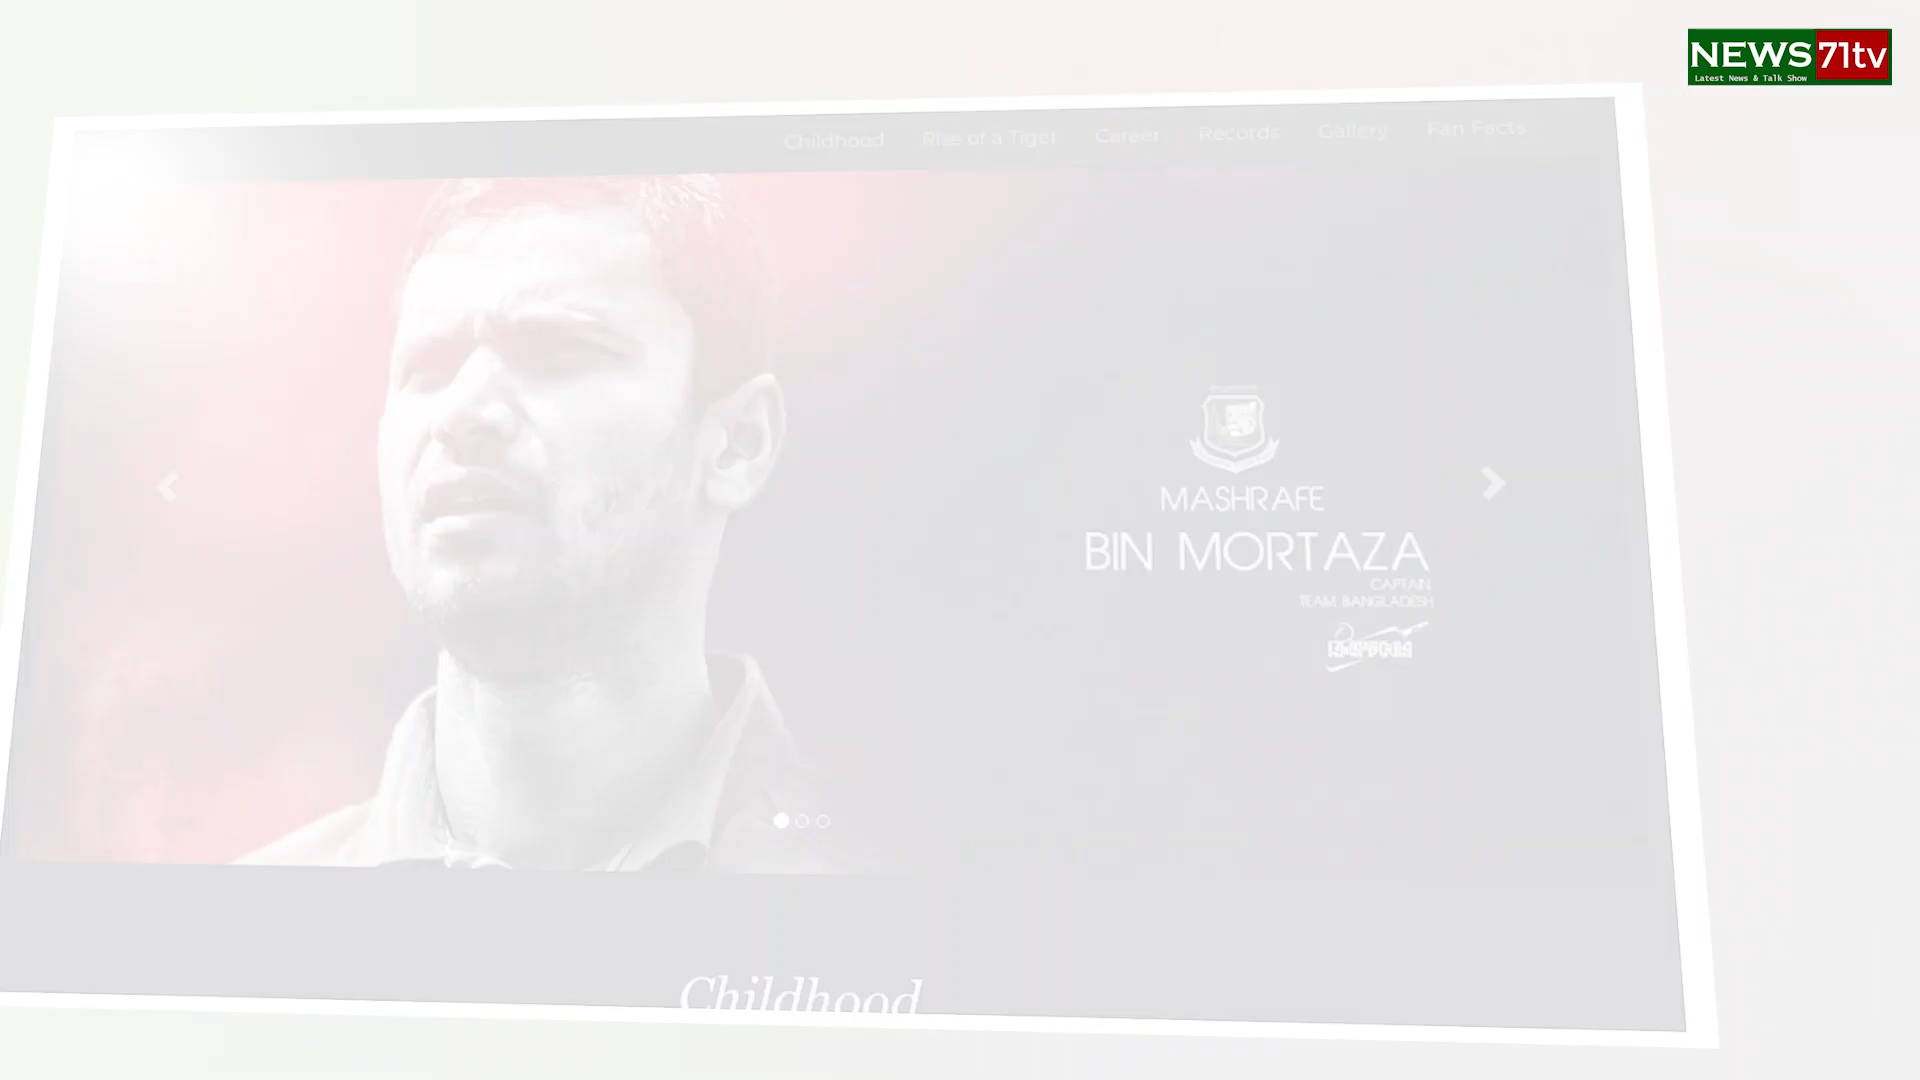 NEWS 71tv
Latest News & Talk Show
Childhood Rise of a Tiger Career Records Gallery Fan Facts
MASHRAFE
BIN MORTAZA
CAPTAIN
TEAM BANGLADESH
Childhood